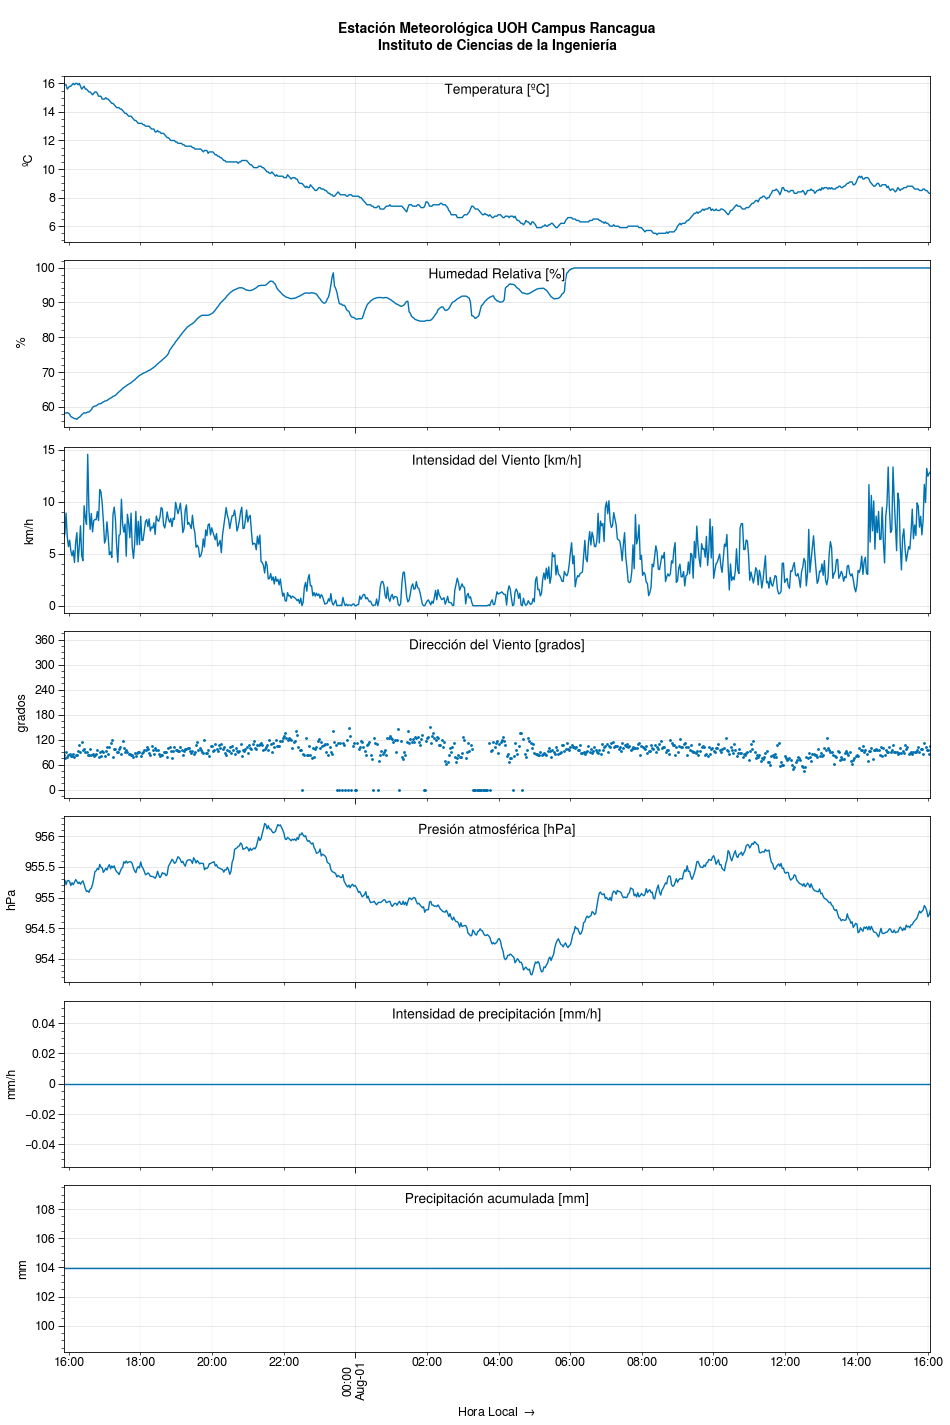 Estación Meteorológica UOH Campus Rancagua
Instituto de Ciencias de la Ingeniería
Temperatura [ºC]
ºC
16
14
12
10
8
6
Humedad Relativa [%]
%
100
90
80
70
60
Intensidad del Viento [km/h]
km/h
15
10
5
0
Dirección del Viento [grados]
grados
360
300
240
180
120
60
0
Presión atmosférica [hPa]
hPa
956
955.5
955
954.5
954
Intensidad de precipitación [mm/h]
mm/h
0.04
0.02
0
−0.02
−0.04
Precipitación acumulada [mm]
mm
108
106
104
102
100
16:00 18:00 20:00 22:00 00:00 02:00 04:00 06:00 08:00 10:00 12:00 14:00 16:00
Aug-01
Hora Local →